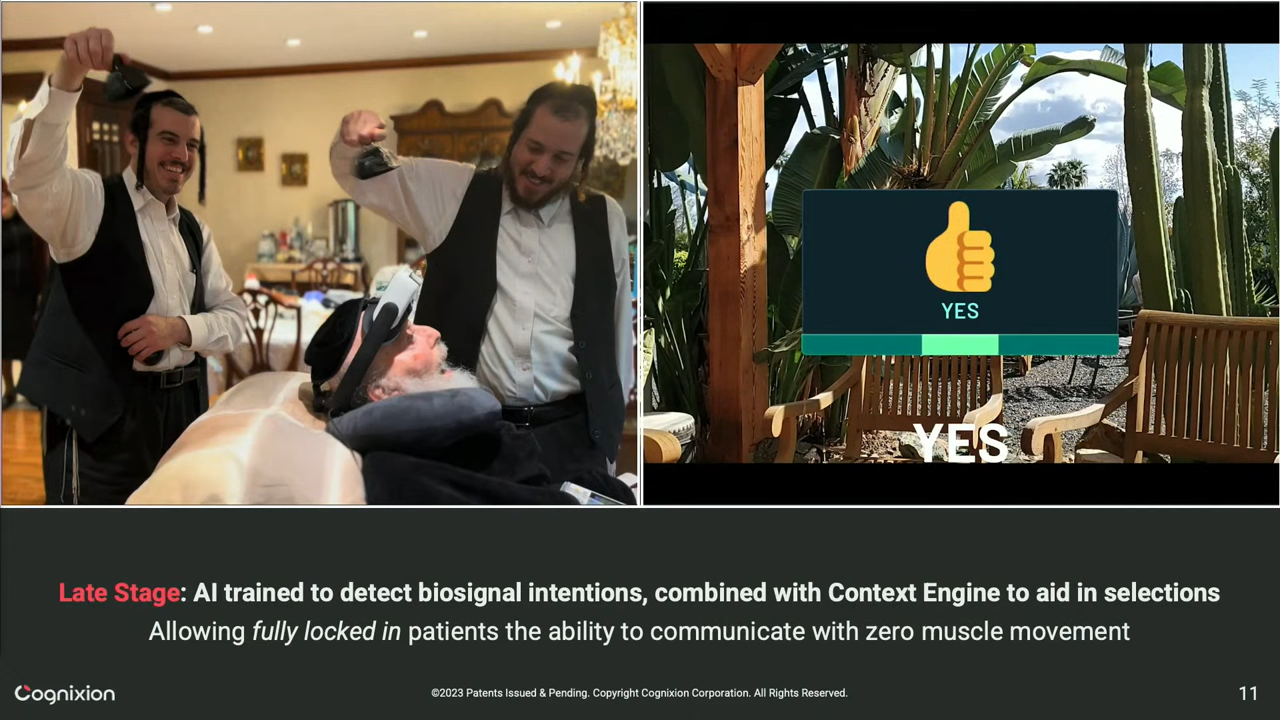 YES
YES
Late Stage: AI trained to detect biosignal intentions, combined with Context Engine to aid in selections
Allowing fully locked in patients the ability to communicate with zero muscle movement
Cognixion
©2023 Patents Issued & Pending. Copyright Cognixion Corporation. All Rights Reserved.
11